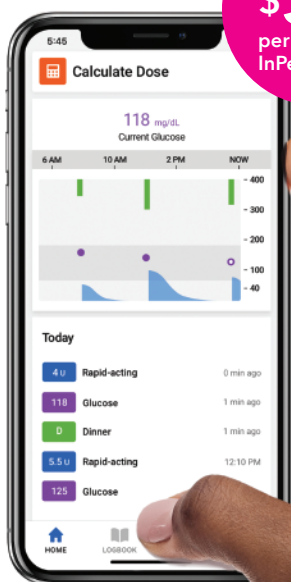 $
per
InPe
5:45
Calculate Dose
118 mg/dL
Current Glucose
6 AM 10 AM 2 PM NOW
- 400
- 300
- 200
- 100
- 40
Today
4 U Rapid-acting 0 min ago
118 Glucose 1 min ago
D Dinner 1 min ago
5.5 U Rapid-acting 12:10 PM
125 Glucose
HOME LOGBOOK